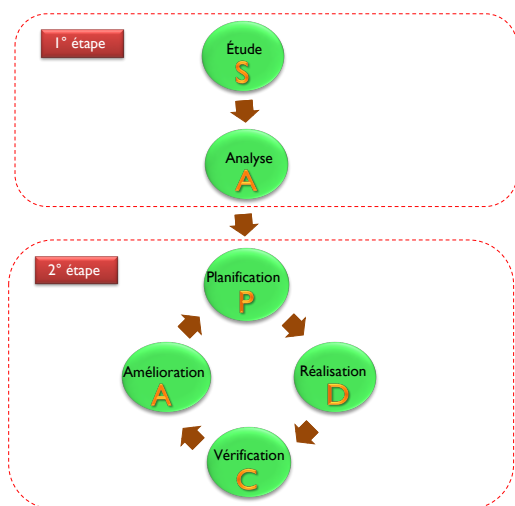 1° étape
Étude
S
Analyse
A
2° étape
Planification
P
Amélioration
A
Réalisation
D
Vérification
C